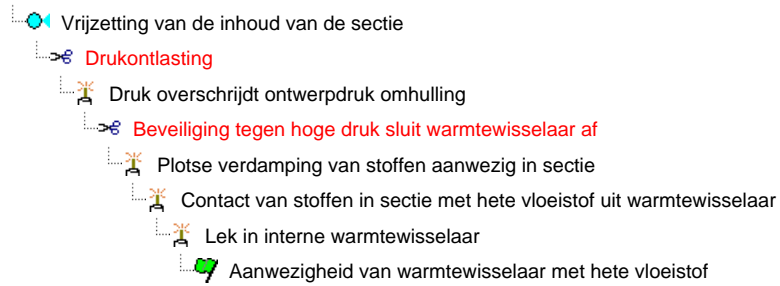 Vrijzetting van de inhoud van de sectie
Drukontlasting
Druk overschrijdt ontwerpdruk omhulling
Beveiliging tegen hoge druk sluit warmtewisselaar af
Plotse verdamping van stoffen aanwezig in sectie
Contact van stoffen in sectie met hete vloeistof uit warmtewisselaar
Lek in interne warmtewisselaar
Aanwezigheid van warmtewisselaar met hete vloeistof